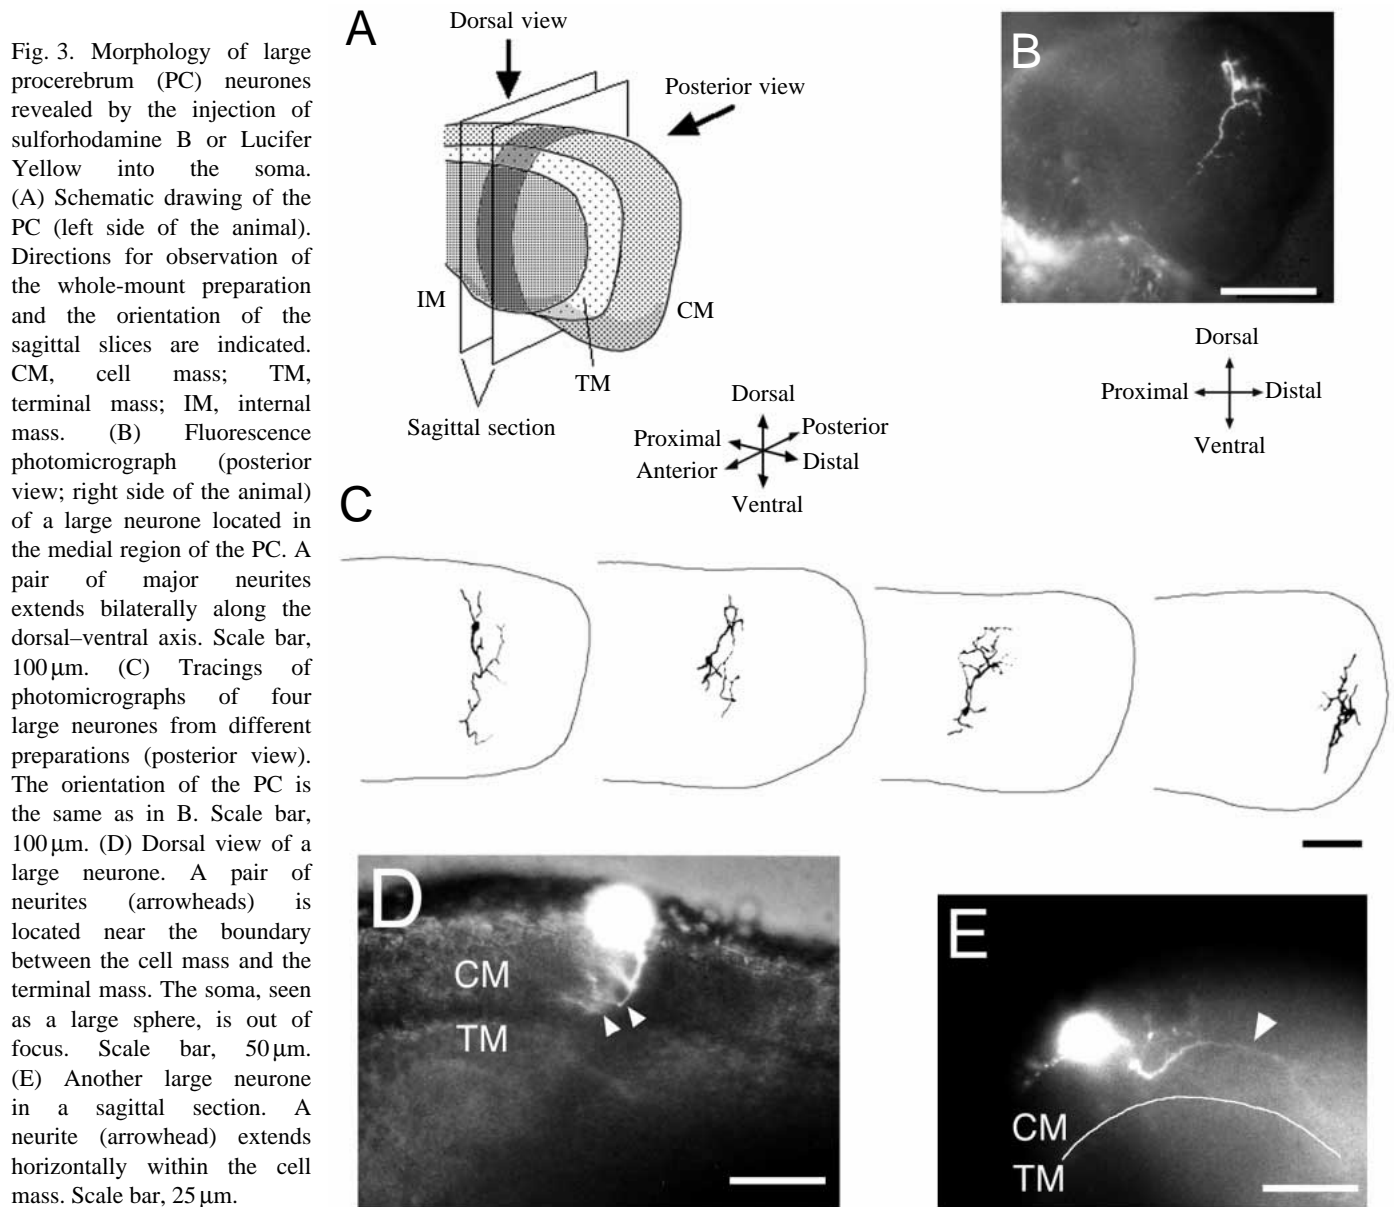 Fig. 3. Morphology of large
procerebrum (PC) neurones
revealed by the injection of
sulforhodamine B or Lucifer
Yellow into the soma.
(A) Schematic drawing of the
PC (left side of the animal).
Directions for observation of
the whole-mount preparation
and the orientation of the
sagittal slices are indicated.
CM, cell mass; TM,
terminal mass; IM, internal
mass. (B) Fluorescence
photomicrograph (posterior
view; right side of the animal)
of a large neurone located in
the medial region of the PC. A
pair of major neurites
extends bilaterally along the
dorsal–ventral axis. Scale bar,
100 μm. (C) Tracings of
photomicrographs of four
large neurones from different
preparations (posterior view).
The orientation of the PC is
the same as in B. Scale bar,
100 μm. (D) Dorsal view of a
large neurone. A pair of
neurites (arrowheads) is
located near the boundary
between the cell mass and the
terminal mass. The soma, seen
as a large sphere, is out of
focus. Scale bar, 50 μm.
(E) Another large neurone
in a sagittal section. A
neurite (arrowhead) extends
horizontally within the cell
mass. Scale bar, 25 μm.
A
Dorsal view
Posterior view
IM
CM
TM
Sagittal section
Dorsal
Proximal
Posterior
Anterior
Distal
Ventral
B
Dorsal
Proximal
Distal
Ventral
C
D
CM
TM
E
CM
TM